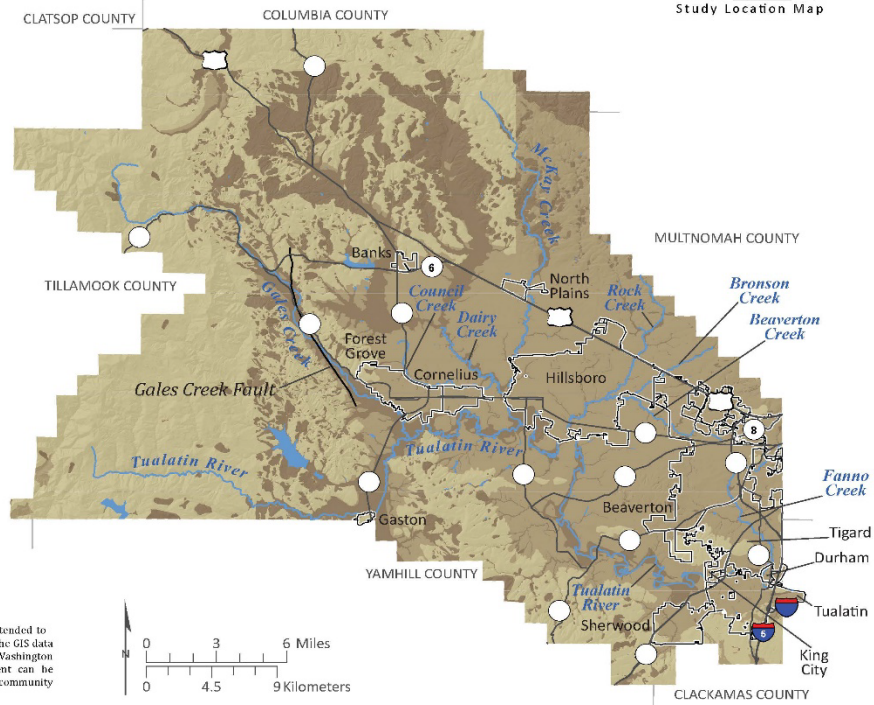 Study Location Map
CLATSOP COUNTY
COLUMBIA COUNTY
McKay Creek
MULTNOMAH COUNTY
TILLAMOOK COUNTY
Banks
6
North
Plains
Rock
Creek
Bronson
Creek
Beaverton
Creek
Council
Creek
Dairy
Creek
Gales Creek
Forest
Grove
Cornelius
Hillsboro
Gales Creek Fault
8
Tualatin River
Tualatin River
Fanno
Creek
Beaverton
Gaston
Tigard
Durham
YAMHILL COUNTY
Tualatin
River
Tualatin
Sherwood
5
King
City
CLACKAMAS COUNTY
tended to
he GIS data
Washington
ent can be
community
N
0 3 6 Miles
0 4.5 9 Kilometers